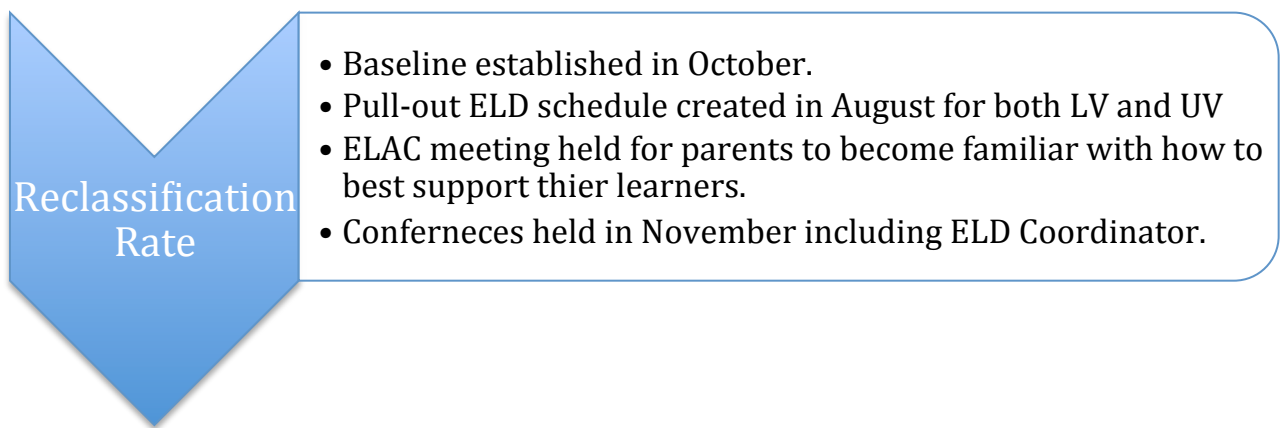 Reclassification
Rate
• Baseline established in October.
• Pull-out ELD schedule created in August for both LV and UV
• ELAC meeting held for parents to become familiar with how to
best support thier learners.
• Conferneces held in November including ELD Coordinator.